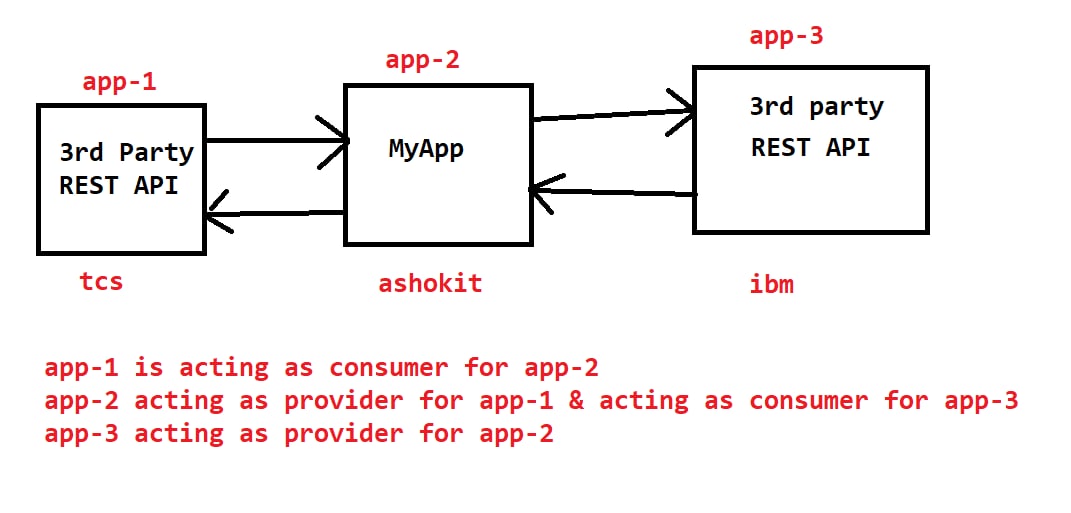 app-1
3rd Party
REST API
tcs
app-2
MyApp
ashokit
app-3
3rd party
REST API
ibm
app-1 is acting as consumer for app-2
app-2 acting as provider for app-1 & acting as consumer for app-3
app-3 acting as provider for app-2